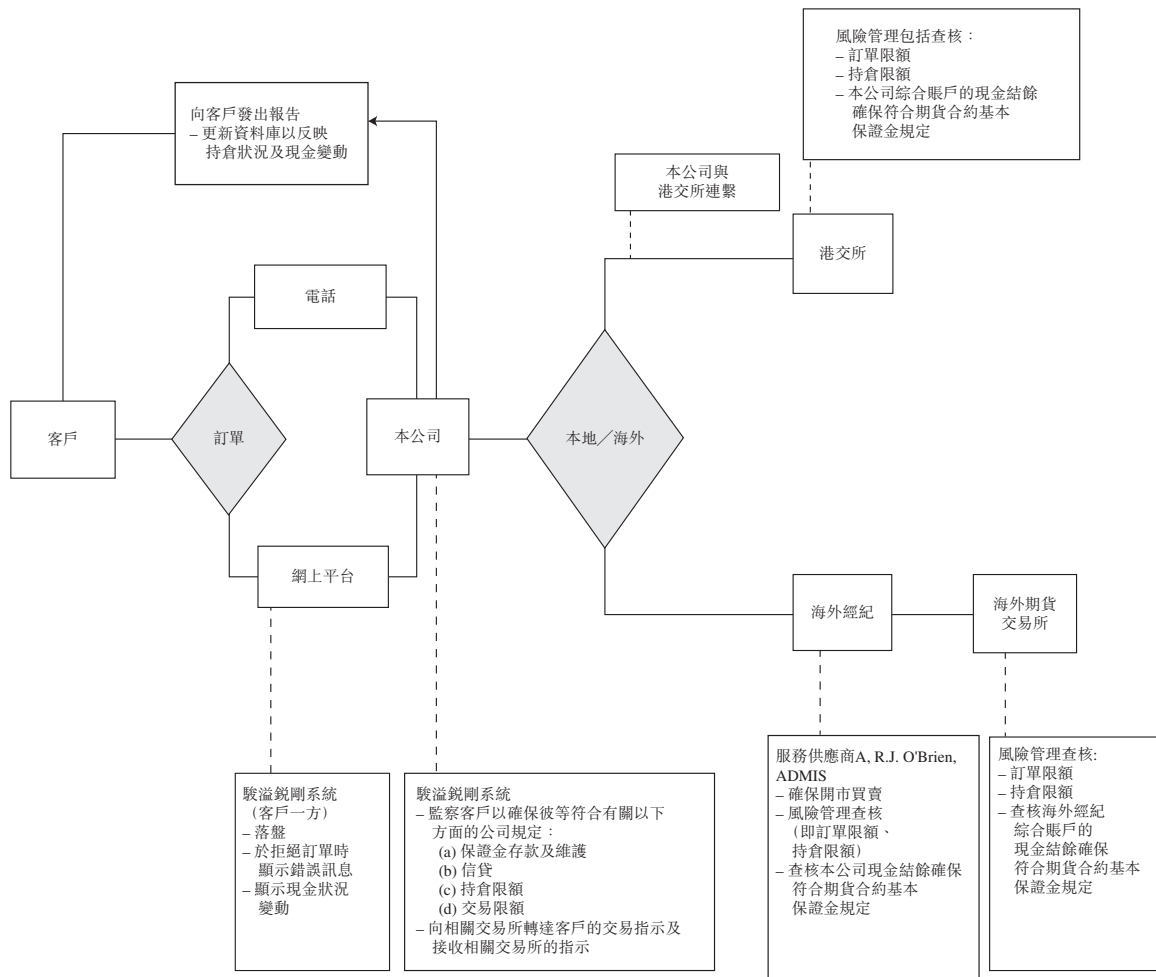 風險管理包括查核：
– 訂單限額
– 持倉限額
– 本公司綜合賬戶的現金結餘
確保符合期貨合約基本
保證金規定
向客戶發出報告
– 更新資料庫以反映
持倉狀況及現金變動
本公司與
港交所連繫
港交所
電話
客戶
訂單
本公司
本地／海外
網上平台
海外經紀
海外期貨
交易所
駿溢銳剛系統
（客戶一方）
– 落盤
– 於拒絕訂單時
顯示錯誤訊息
– 顯示現金狀況
變動
駿溢銳剛系統
– 監察客戶以確保彼等符合有關以下
方面的公司規定：
(a) 保證金存款及維護
(b) 信貸
(c) 持倉限額
(d) 交易限額
– 向相關交易所轉達客戶的交易指示及
接收相關交易所的指示
服務供應商A, R.J. O'Brien,
ADMIS
– 確保開市買賣
– 風險管理查核
（即訂單限額、
持倉限額）
– 查核本公司現金結餘確保
符合期貨合約基本
保證金規定
風險管理查核:
– 訂單限額
– 持倉限額
– 查核海外經紀
綜合賬戶的
現金結餘確保
符合期貨合約基本
保證金規定